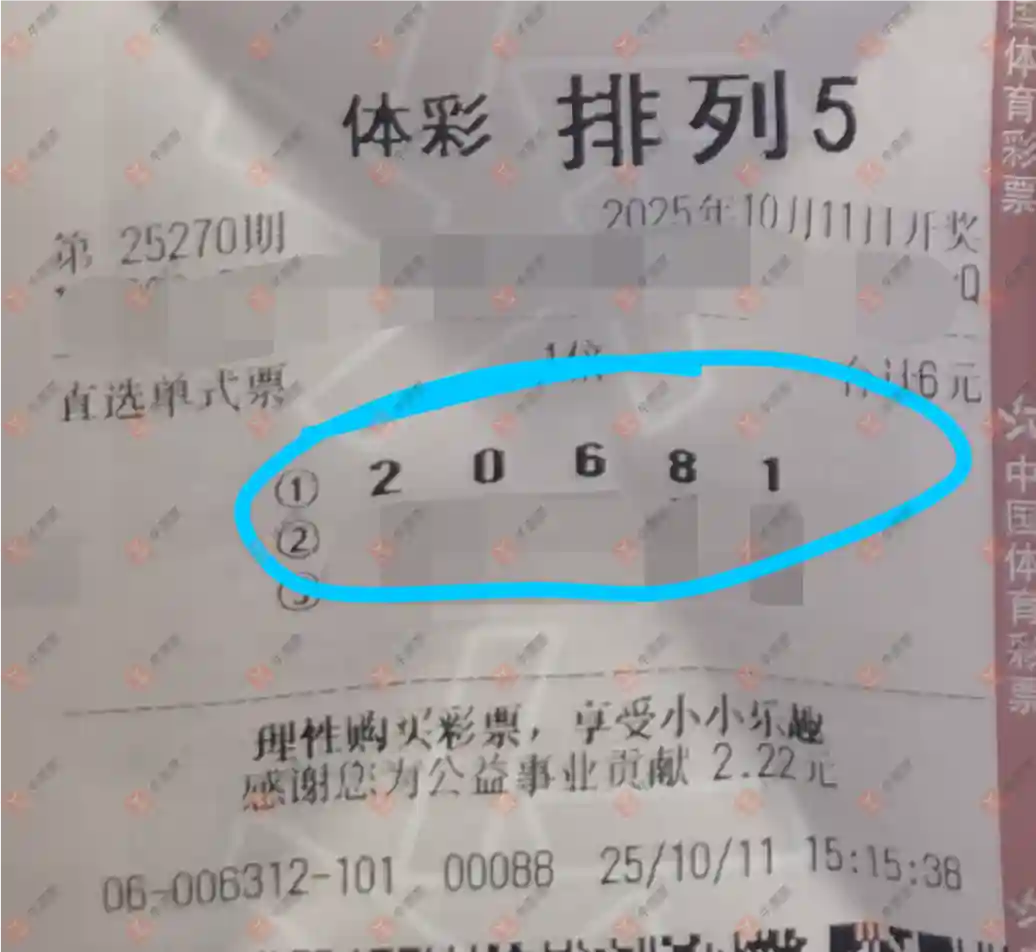 体彩 排列5
第 25270期 2025年10月11日开奖
直选单式票 1倍 合计6元
① 2 0 6 8 1
②
③
理性购买彩票，享受小小乐趣
感谢您为公益事业贡献 2.22元
06-006312-101 00088 25/10/11 15:15:38
国体育彩票
中国体育彩票